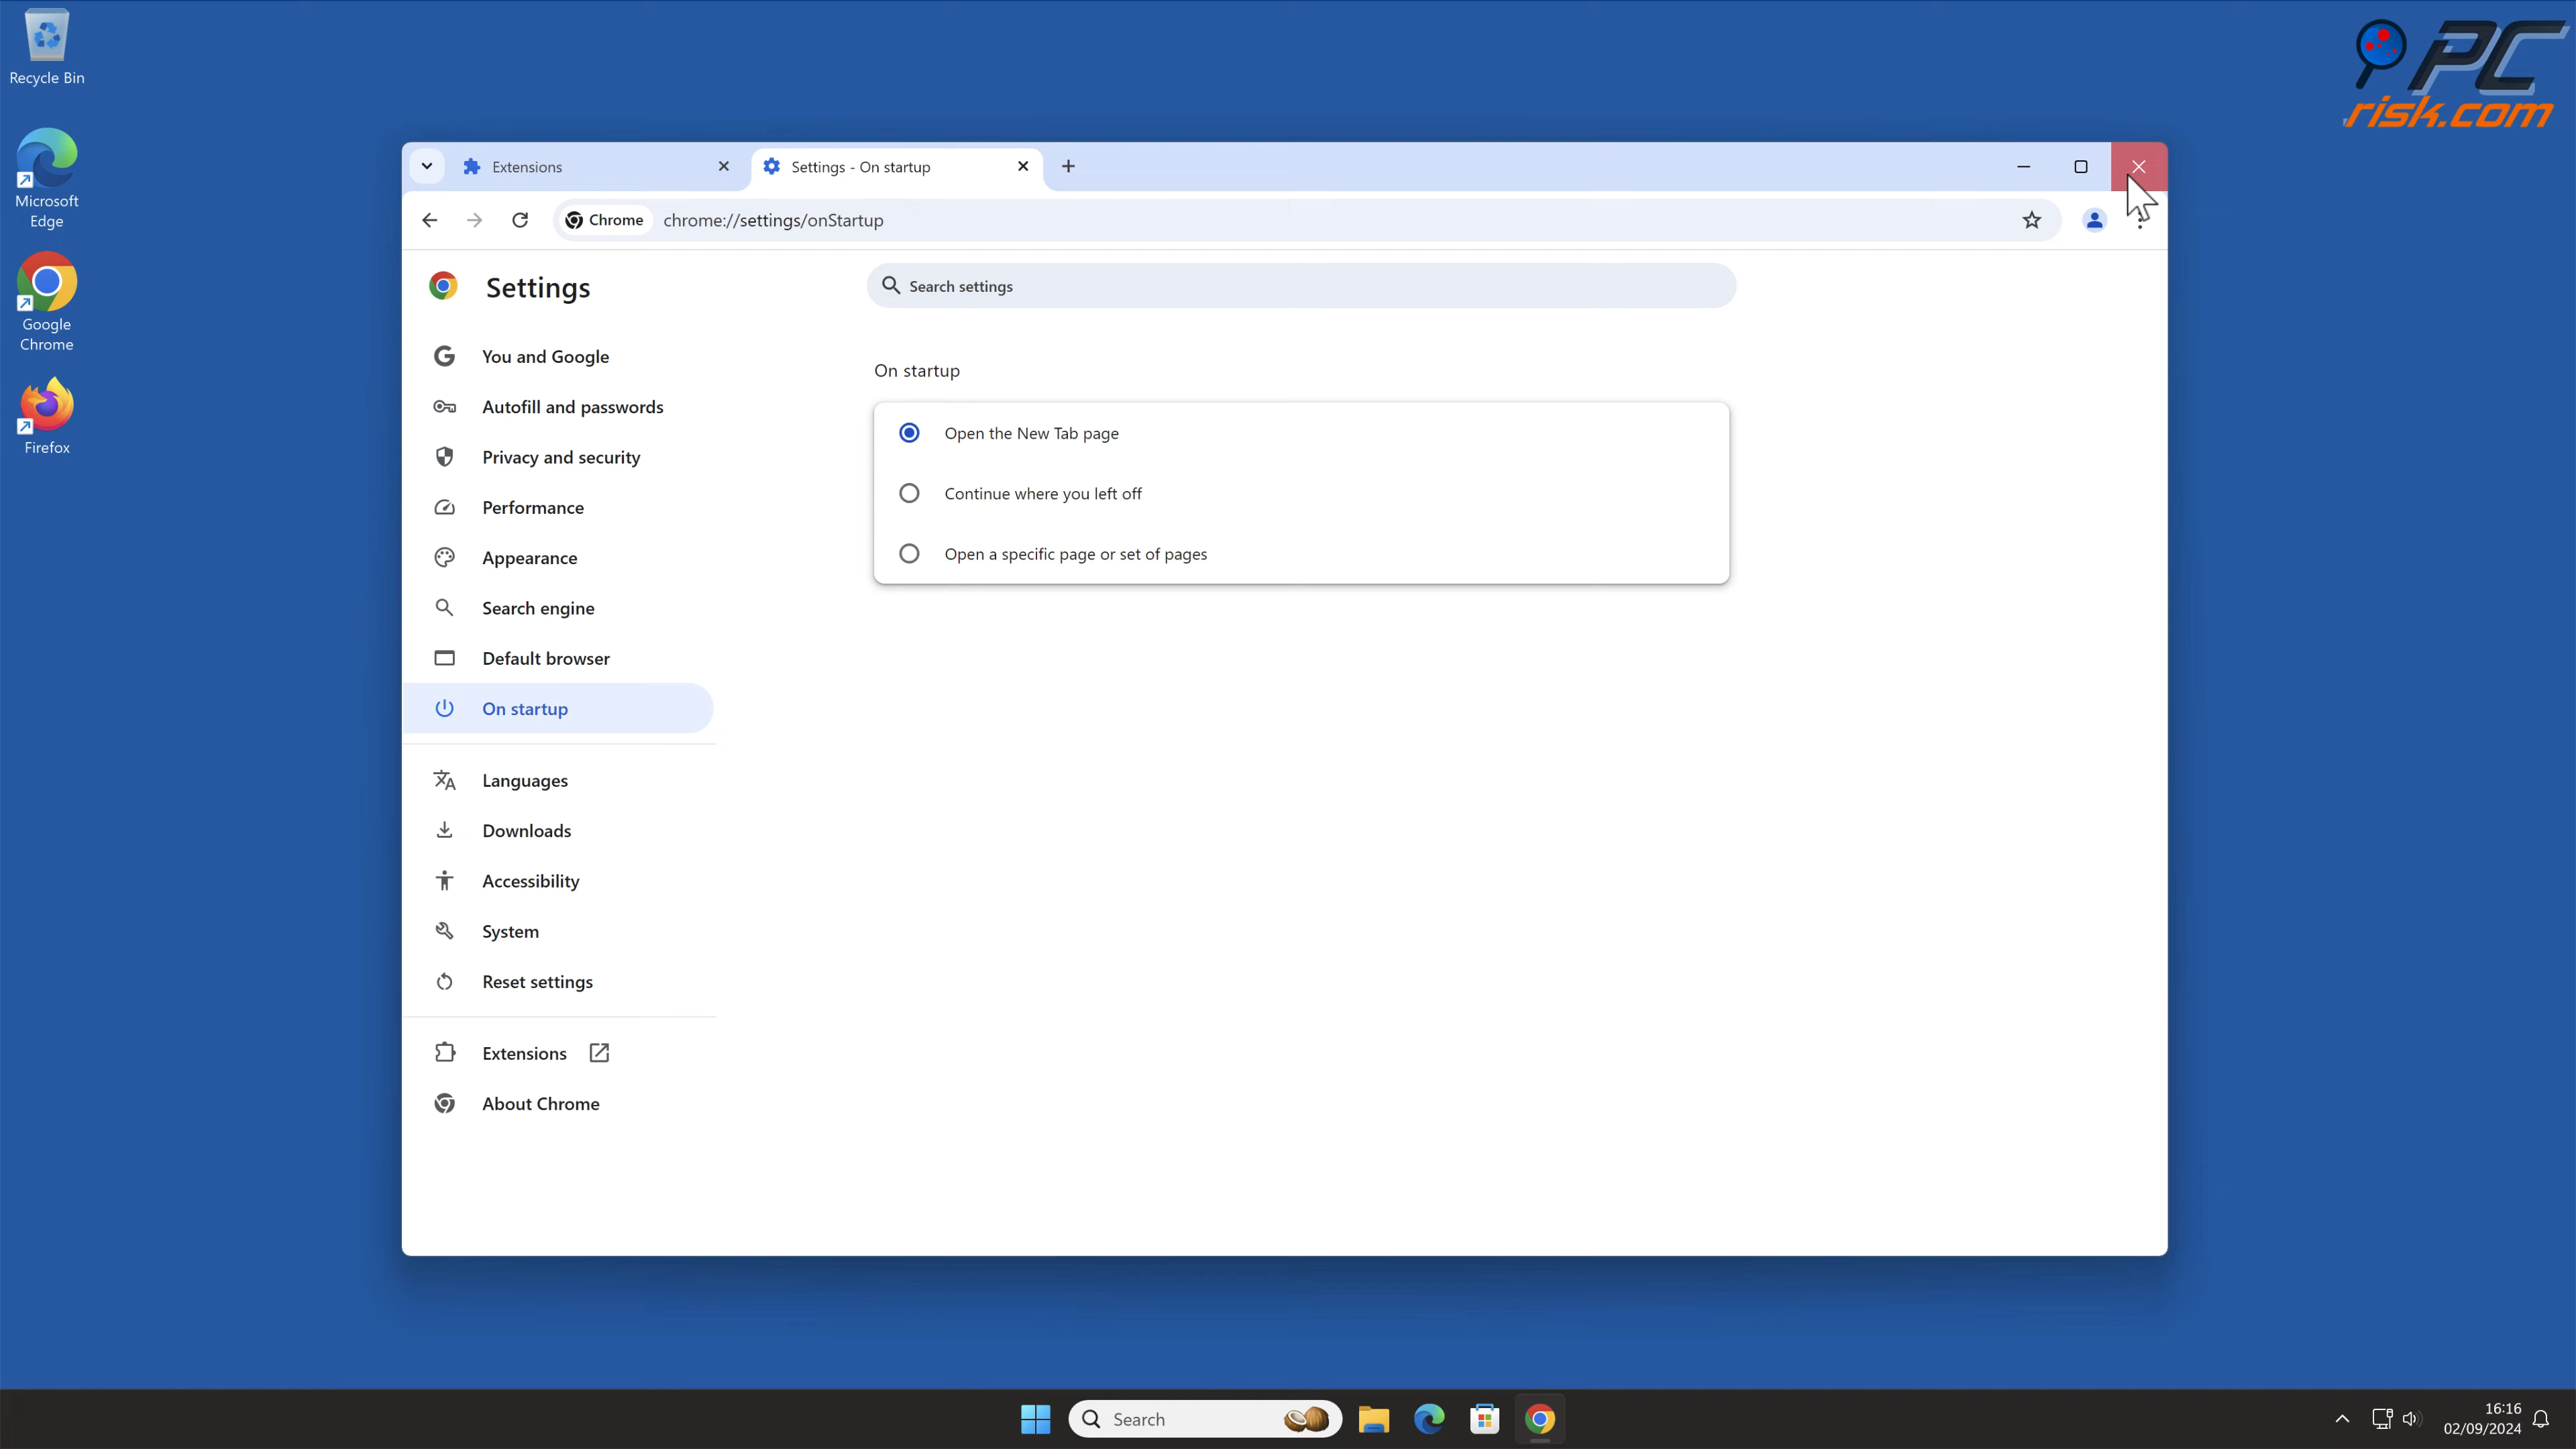 Recycle Bin
Microsoft
Edge
Google
Chrome
Firefox
PC
risk.com
Extensions
Settings - On startup
Chrome
chrome://settings/onStartup
Settings
Search settings
You and Google
Autofill and passwords
Privacy and security
Performance
Appearance
Search engine
Default browser
On startup
Languages
Downloads
Accessibility
System
Reset settings
Extensions
About Chrome
On startup
Open the New Tab page
Continue where you left off
Open a specific page or set of pages
Search
16:16
02/09/2024